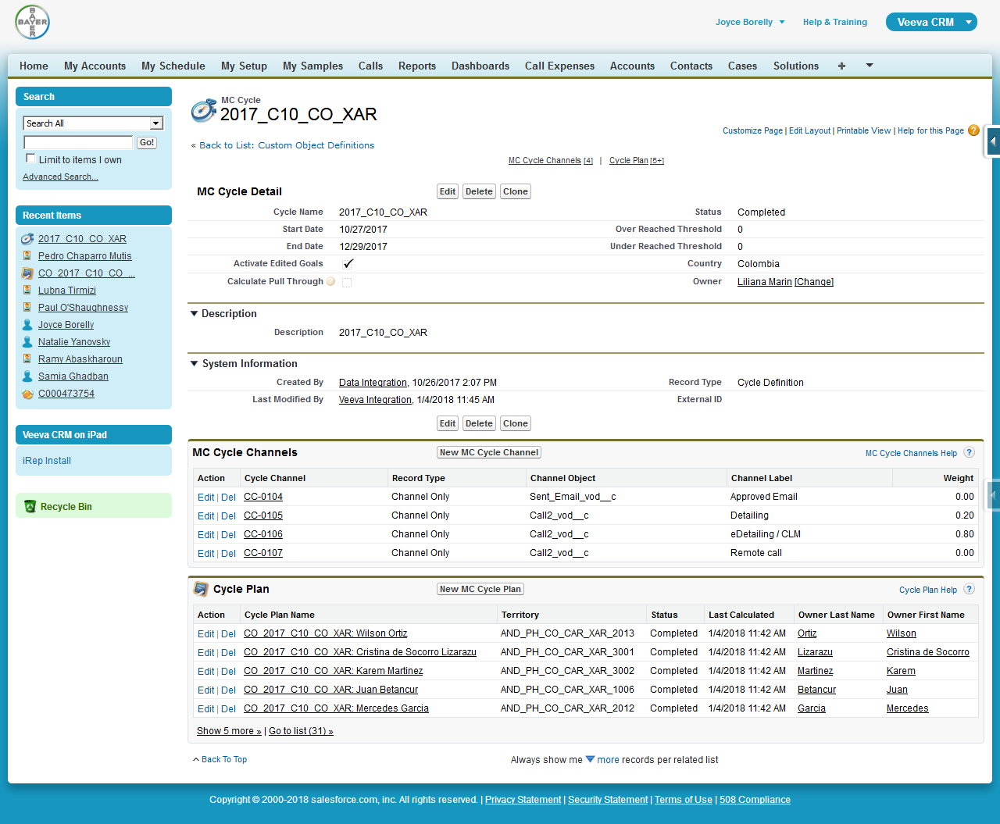 BAYER
BAYER
Joyce Borelly
Help & Training
Veeva CRM
Home My Accounts My Schedule My Setup My Samples Calls Reports Dashboards Call Expenses Accounts Contacts Cases Solutions +
Search
Search All
Go!
Limit to items I own
Advanced Search...
Recent Items
2017_C10_CO_XAR
Pedro Chaparro Mutis
CO_2017_C10_CO_...
Lubna Tirmizi
Paul O'Shaughnessy
Joyce Borelly
Natalie Yanovsky
Ramy Abaskharoun
Samia Ghadban
C000473754
Veeva CRM on iPad
iRep Install
Recycle Bin
MC Cycle
2017_C10_CO_XAR
Customize Page | Edit Layout | Printable View | Help for this Page ?
« Back to List: Custom Object Definitions
MC Cycle Channels [4] | Cycle Plan [5+]
MC Cycle Detail Edit Delete Clone
Cycle Name 2017_C10_CO_XAR Status Completed
Start Date 10/27/2017 Over Reached Threshold 0
End Date 12/29/2017 Under Reached Threshold 0
Activate Edited Goals Country Colombia
Calculate Pull Through ? Owner Liliana Marin [Change]
Description
Description 2017_C10_CO_XAR
System Information
Created By Data Integration, 10/26/2017 2:07 PM Record Type Cycle Definition
Last Modified By Veeva Integration, 1/4/2018 11:45 AM External ID
Edit Delete Clone
MC Cycle Channels New MC Cycle Channel MC Cycle Channels Help ?
Action Cycle Channel Record Type Channel Object Channel Label Weight
Edit | Del CC-0104 Channel Only Sent_Email_vod__c Approved Email 0.00
Edit | Del CC-0105 Channel Only Call2_vod__c Detailing 0.20
Edit | Del CC-0106 Channel Only Call2_vod__c eDetailing / CLM 0.80
Edit | Del CC-0107 Channel Only Call2_vod__c Remote call 0.00
Cycle Plan New MC Cycle Plan Cycle Plan Help ?
Action Cycle Plan Name Territory Status Last Calculated Owner Last Name Owner First Name
Edit | Del CO_2017_C10_CO_XAR: Wilson Ortiz AND_PH_CO_CAR_XAR_2013 Completed 1/4/2018 11:42 AM Ortiz Wilson
Edit | Del CO_2017_C10_CO_XAR: Cristina de Socorro Lizarazu AND_PH_CO_CAR_XAR_3001 Completed 1/4/2018 11:42 AM Lizarazu Cristina de Socorro
Edit | Del CO_2017_C10_CO_XAR: Karem Martinez AND_PH_CO_CAR_XAR_3002 Completed 1/4/2018 11:42 AM Martinez Karem
Edit | Del CO_2017_C10_CO_XAR: Juan Betancur AND_PH_CO_CAR_XAR_1006 Completed 1/4/2018 11:42 AM Betancur Juan
Edit | Del CO_2017_C10_CO_XAR: Mercedes Garcia AND_PH_CO_CAR_XAR_2012 Completed 1/4/2018 11:42 AM Garcia Mercedes
Show 5 more » | Go to list (31) »
Back To Top
Always show me more records per related list
Copyright © 2000-2018 salesforce.com, inc. All rights reserved. | Privacy Statement | Security Statement | Terms of Use | 508 Compliance